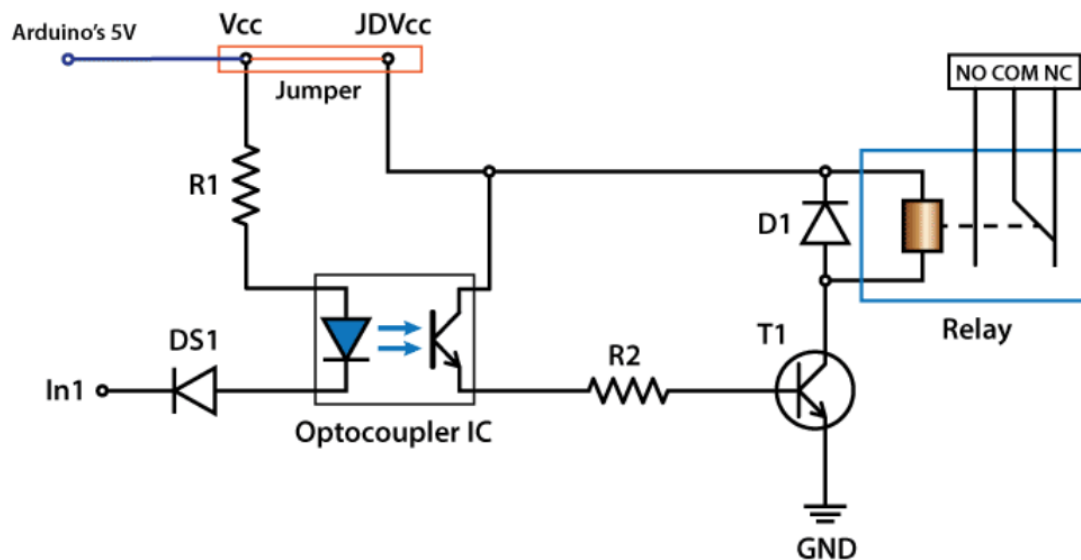 Arduino's 5V
Vcc
JDVcc
Jumper
NO COM NC
R1
D1
DS1
T1
Relay
R2
In1
Optocoupler IC
GND